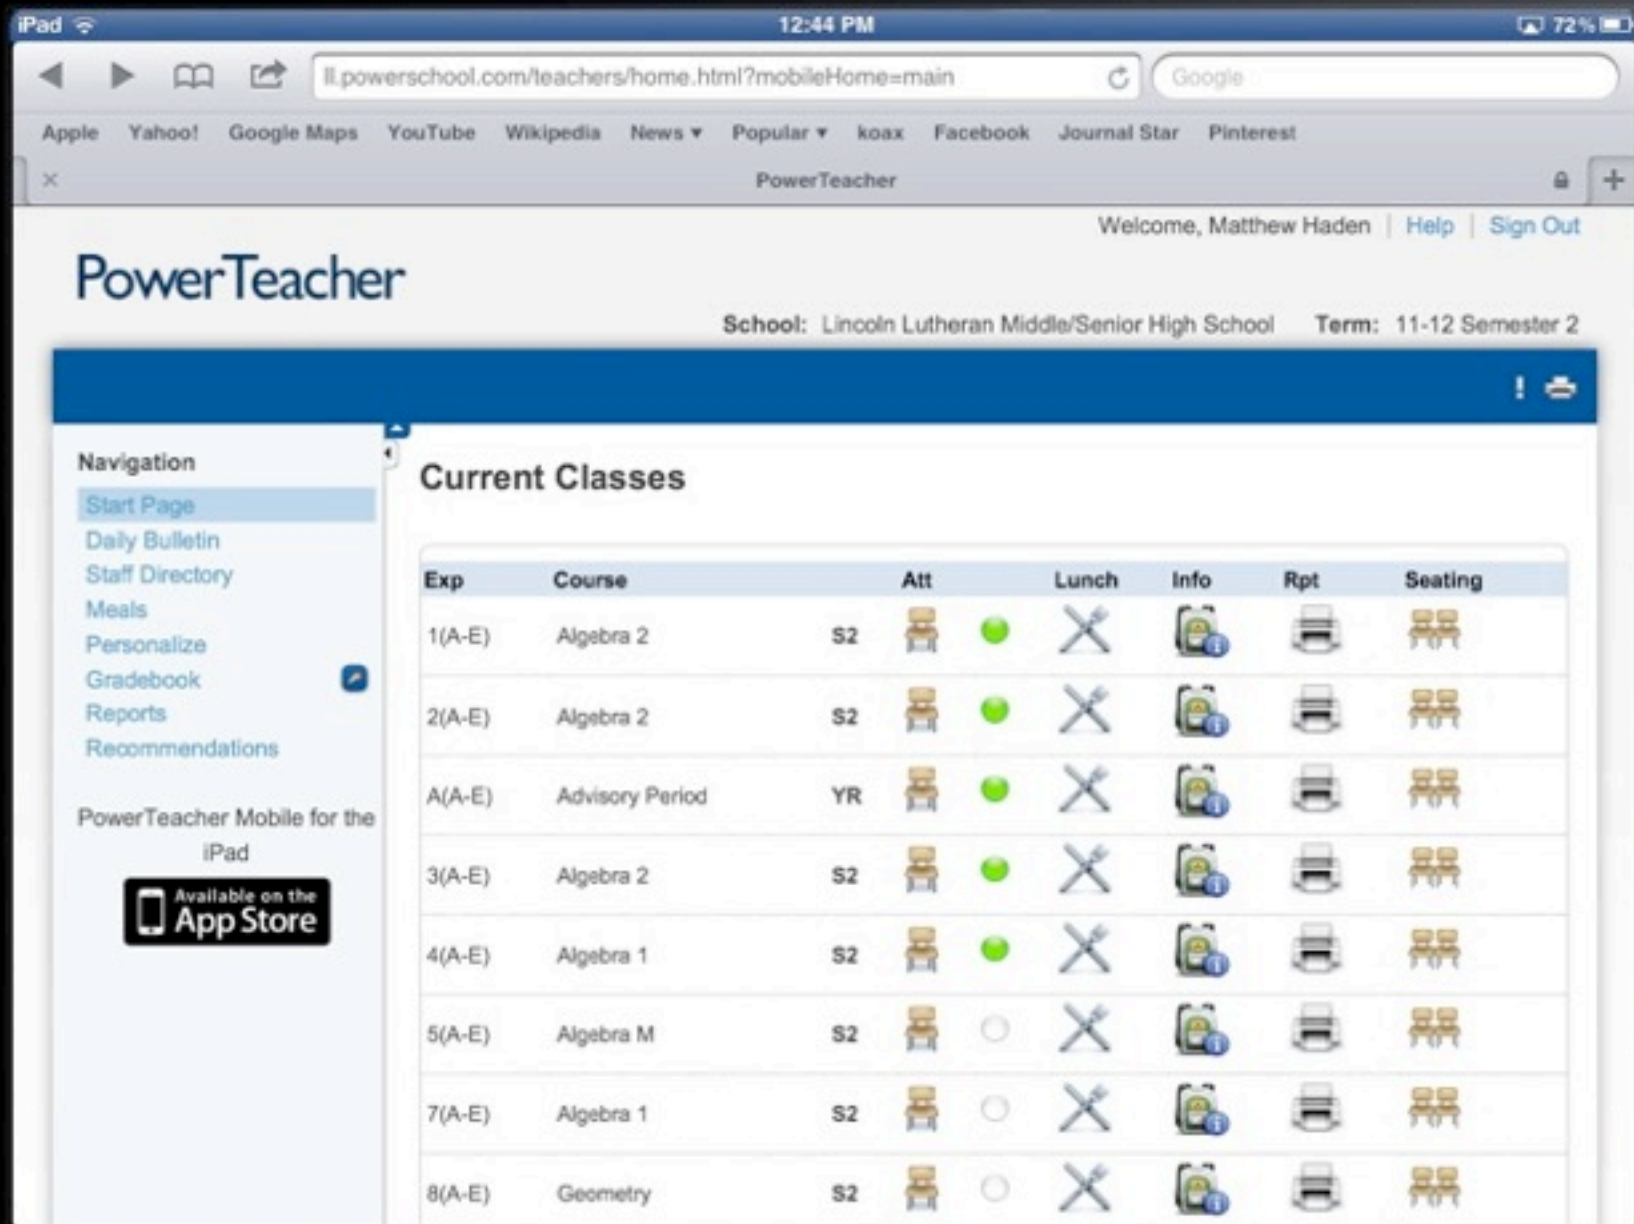 iPad 12:44 PM 72%
ll.powerschool.com/teachers/home.html?mobileHome=main Google
Apple Yahoo! Google Maps YouTube Wikipedia News ▾ Popular ▾ koax Facebook Journal Star Pinterest
PowerTeacher
Welcome, Matthew Haden | Help | Sign Out
PowerTeacher
School: Lincoln Lutheran Middle/Senior High School Term: 11-12 Semester 2
Navigation
Start Page
Daily Bulletin
Staff Directory
Meals
Personalize
Gradebook
Reports
Recommendations
PowerTeacher Mobile for the
iPad
Available on the
App Store
Current Classes
Exp Course Att Lunch Info Rpt Seating
1(A-E) Algebra 2 S2
2(A-E) Algebra 2 S2
A(A-E) Advisory Period YR
3(A-E) Algebra 2 S2
4(A-E) Algebra 1 S2
5(A-E) Algebra M S2
7(A-E) Algebra 1 S2
8(A-E) Geometry S2